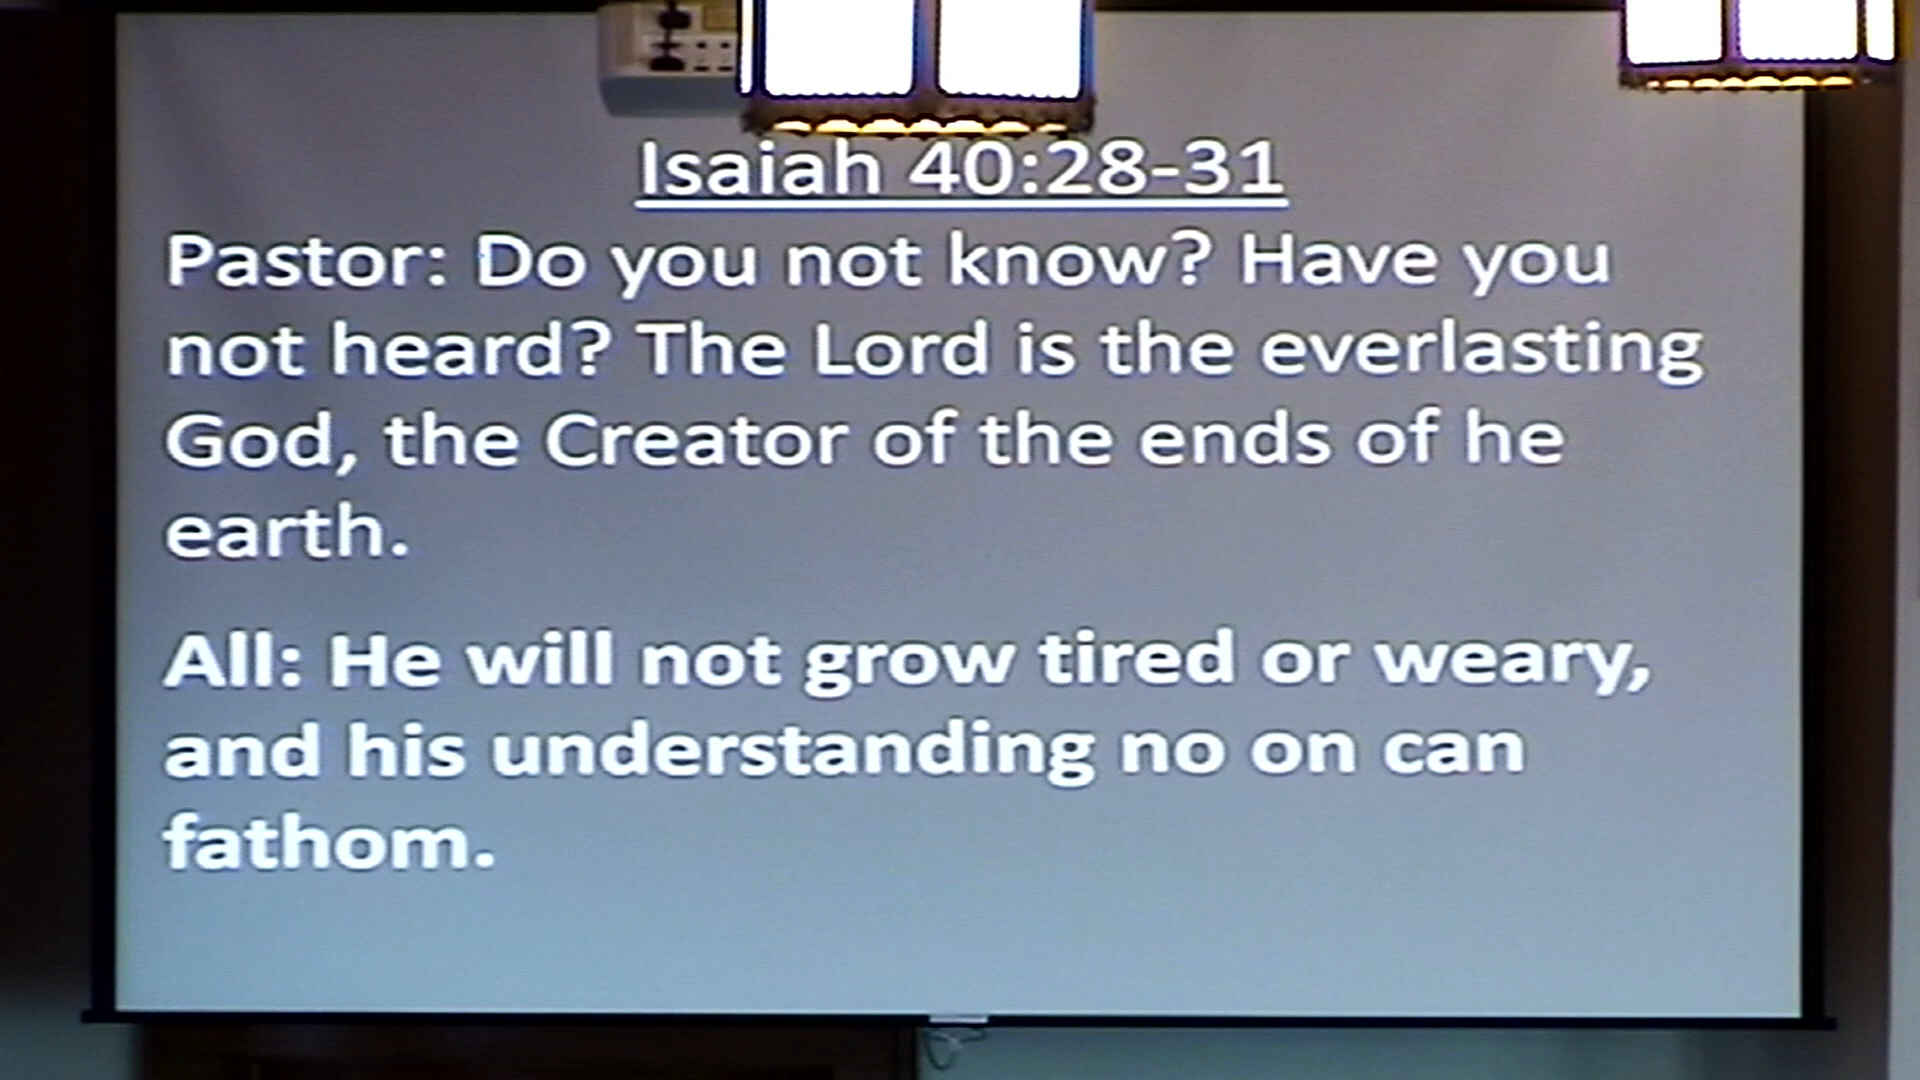 Isaiah 40:28-31
Pastor: Do you not know? Have you
not heard? The Lord is the everlasting
God, the Creator of the ends of he
earth.
All: He will not grow tired or weary,
and his understanding no on can
fathom.